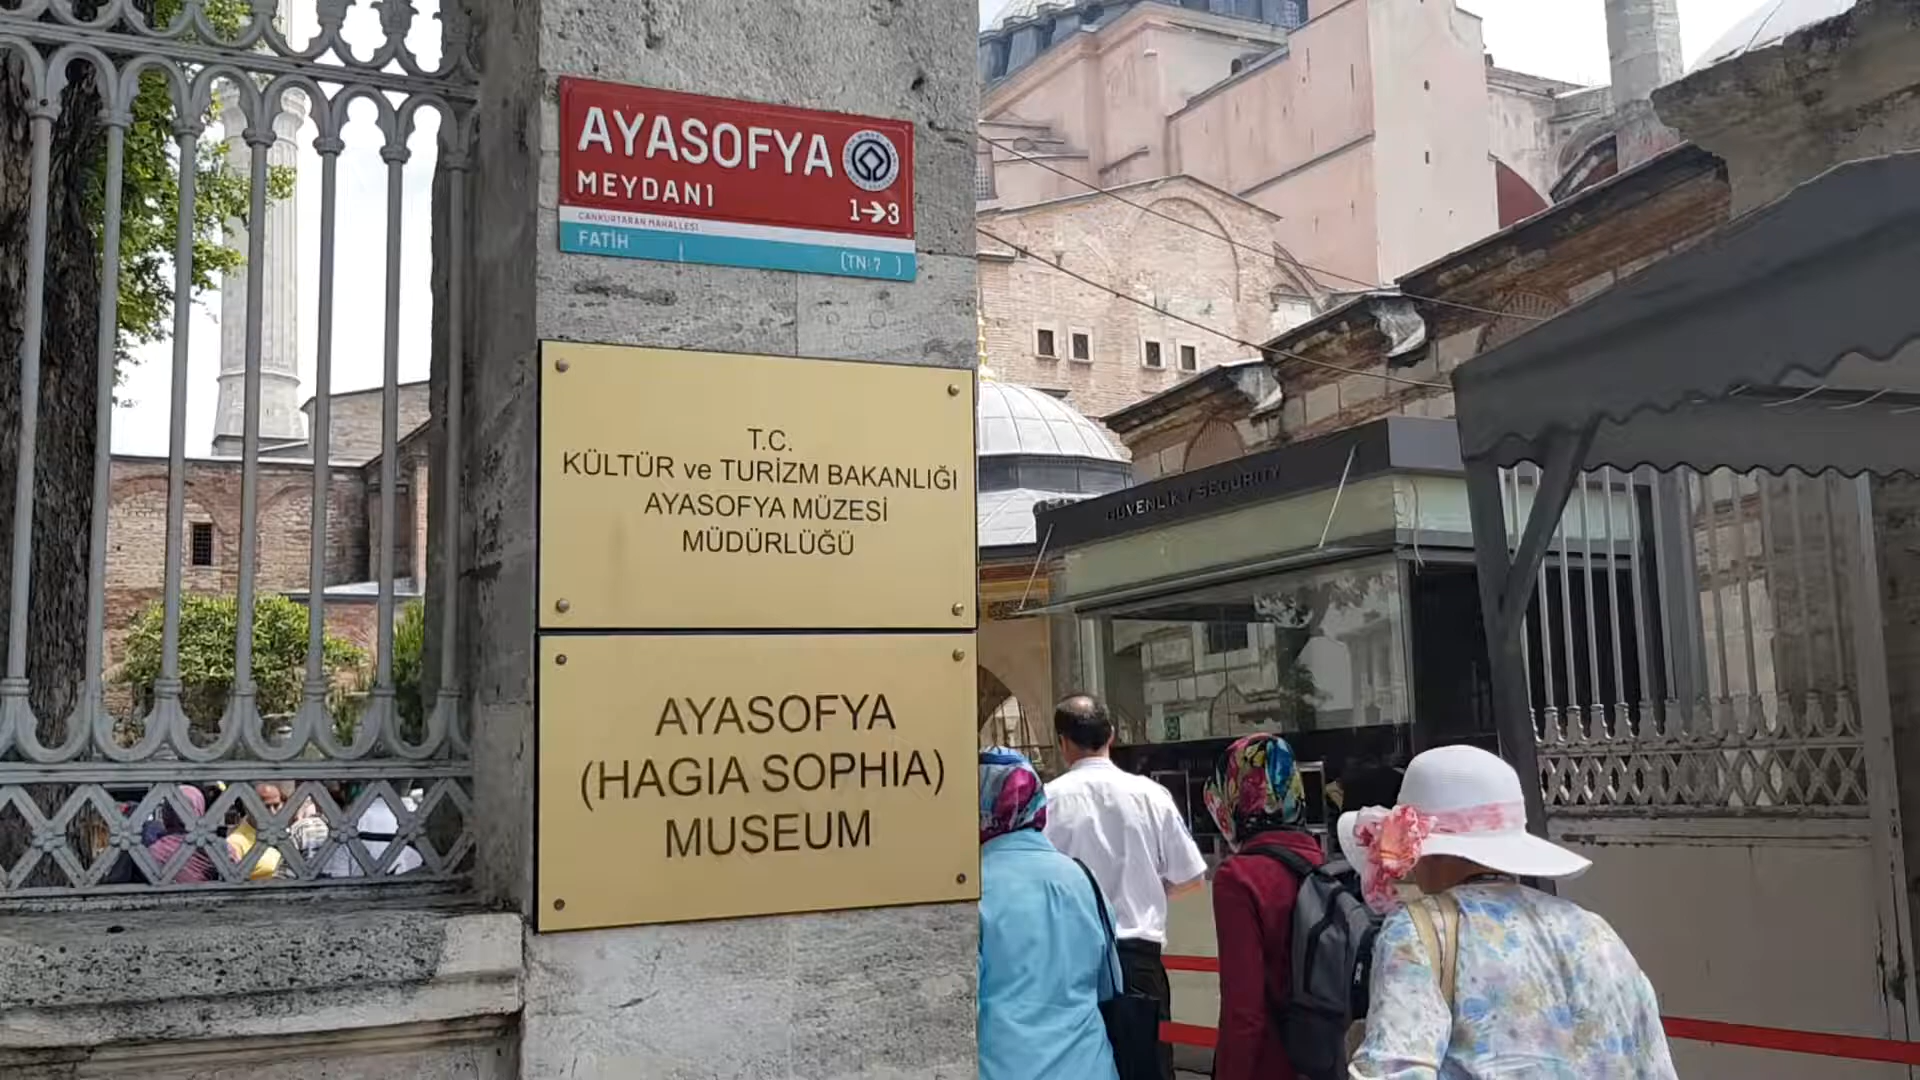 AYASOFYA
MEYDANI
1→3
CANKURTARAN MAHALLESİ
FATİH
(TN:7 )
T.C.
KÜLTÜR ve TURİZM BAKANLIĞI
AYASOFYA MÜZESİ
MÜDÜRLÜĞÜ
AYASOFYA
(HAGIA SOPHIA)
MUSEUM
GÜVENLİK / SECURITY